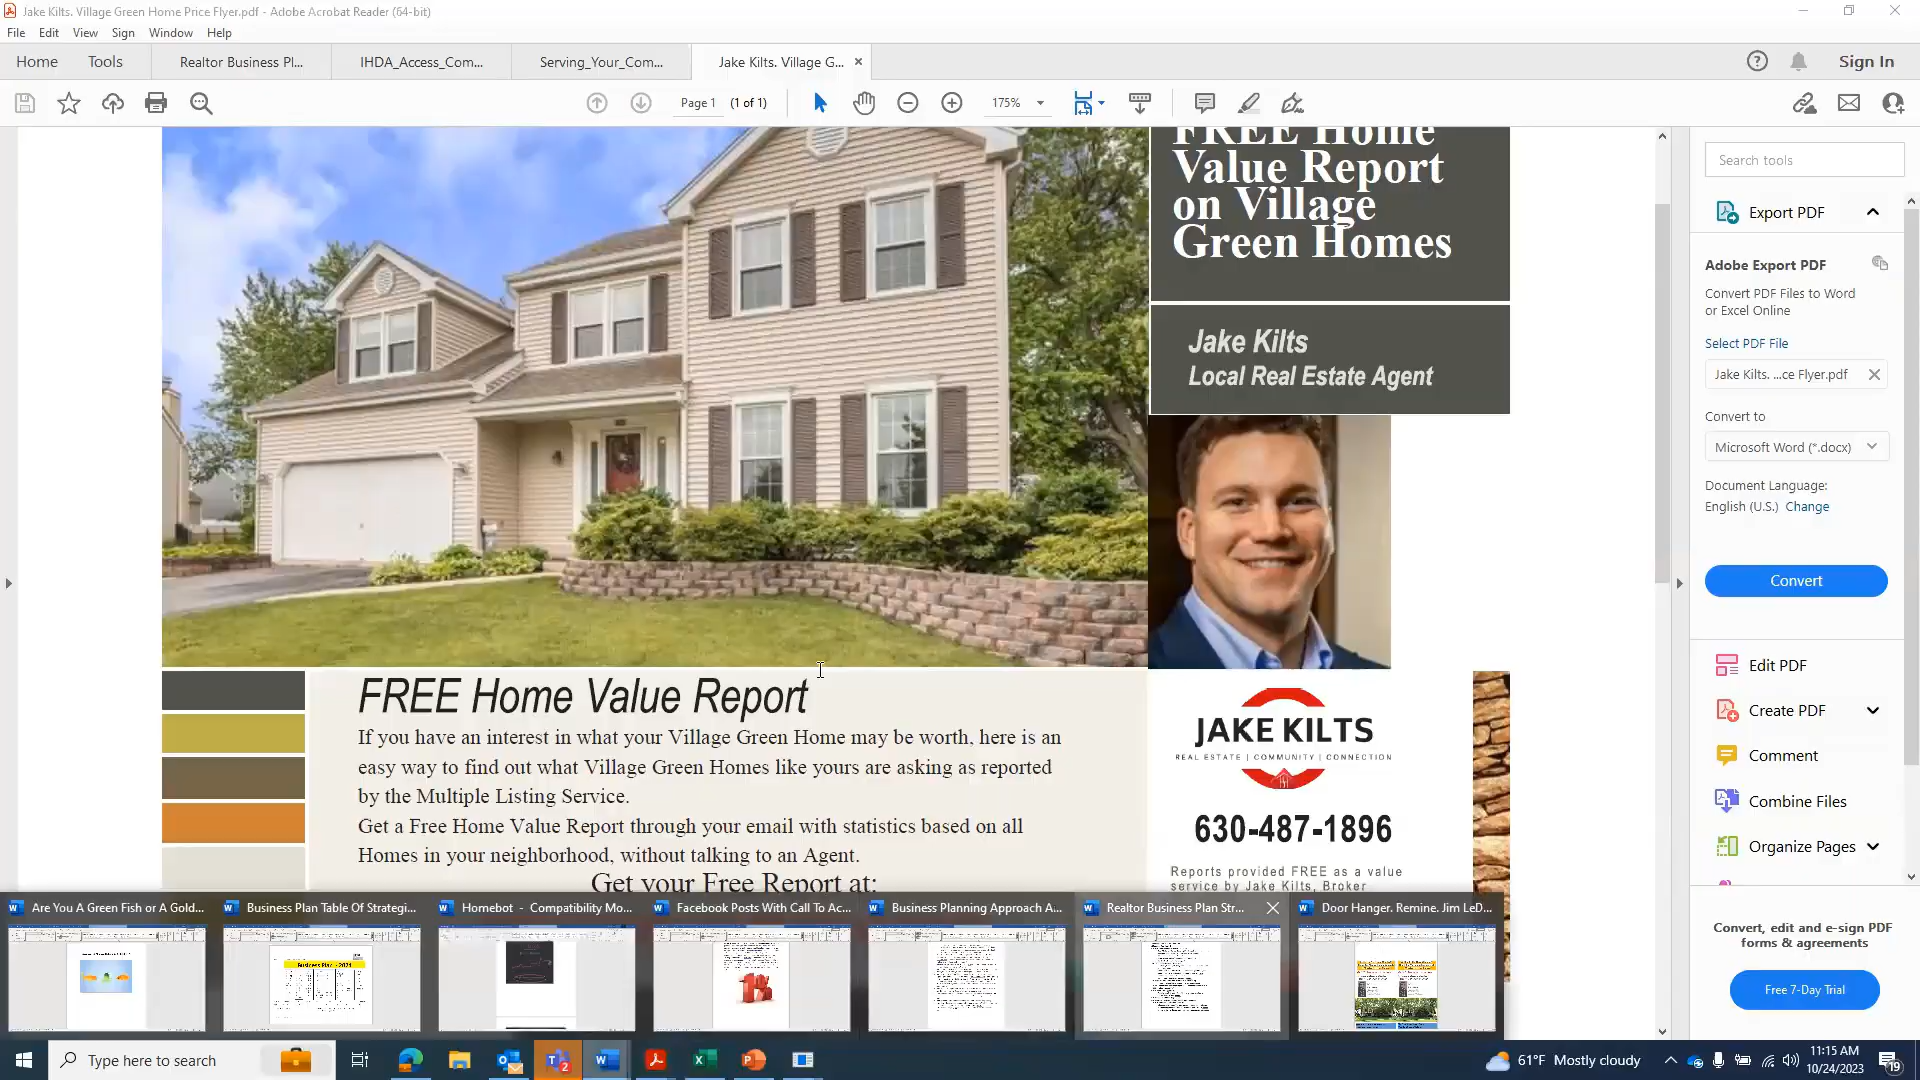 Jake Kilts. Village Green Home Price Flyer.pdf - Adobe Acrobat Reader (64-bit)
File Edit View Sign Window Help
Home Tools Realtor Business Pl... IHDA_Access_Com... Serving_Your_Com... Jake Kilts. Village G... Sign In
Page 1 (1 of 1) 175%
FREE Home
Value Report
on Village
Green Homes
Jake Kilts
Local Real Estate Agent
FREE Home Value Report
If you have an interest in what your Village Green Home may be worth, here is an
easy way to find out what Village Green Homes like yours are asking as reported
by the Multiple Listing Service.
Get a Free Home Value Report through your email with statistics based on all
Homes in your neighborhood, without talking to an Agent.
Get your Free Report at:
JAKE KILTS
REAL ESTATE | COMMUNITY | CONNECTION
630-487-1896
Reports provided FREE as a value
service by Jake Kilts, Broker
Search tools
Export PDF
Adobe Export PDF
Convert PDF Files to Word
or Excel Online
Select PDF File
Jake Kilts. ...ce Flyer.pdf
Convert to
Microsoft Word (*.docx)
Document Language:
English (U.S.) Change
Convert
Edit PDF
Create PDF
Comment
Combine Files
Organize Pages
Convert, edit and e-sign PDF
forms & agreements
Free 7-Day Trial
Are You A Green Fish or A Gold... Business Plan Table Of Strategi... Homebot - Compatibility Mo... Facebook Posts With Call To Ac... Business Planning Approach A... Realtor Business Plan Str... Door Hanger. Remine. Jim LeD...
Type here to search
61°F Mostly cloudy
11:15 AM
10/24/2023
19